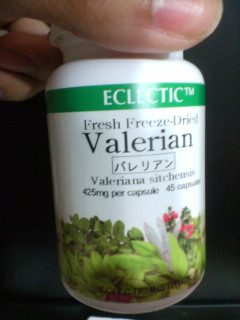 ECLECTIC™
Fresh Freeze-Dried
Valerian
バレリアン
Valeriana sitchensis
425mg per capsule 45 capsules